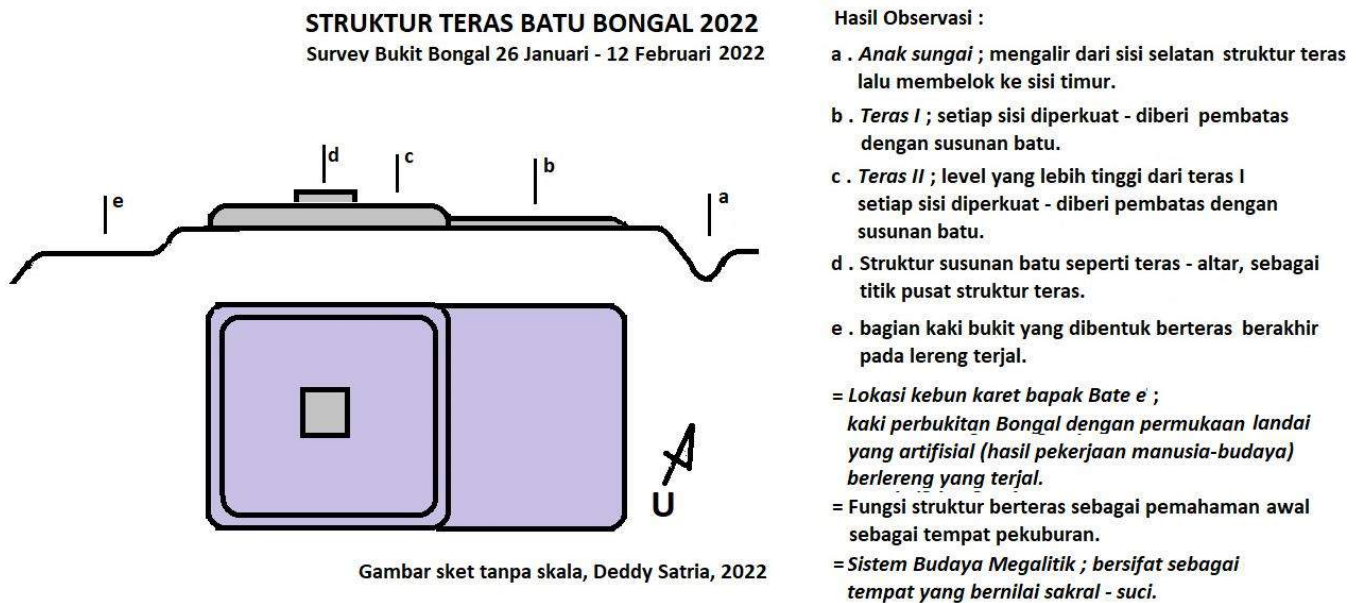 STRUKTUR TERAS BATU BONGAL 2022
Survey Bukit Bongal 26 Januari - 12 Februari 2022
d
c
b
e
a
U
Gambar sket tanpa skala, Deddy Satria, 2022
Hasil Observasi :
a . Anak sungai ; mengalir dari sisi selatan struktur teras
lalu membelok ke sisi timur.
b . Teras I ; setiap sisi diperkuat - diberi pembatas
dengan susunan batu.
c . Teras II ; level yang lebih tinggi dari teras I
setiap sisi diperkuat - diberi pembatas dengan
susunan batu.
d . Struktur susunan batu seperti teras - altar, sebagai
titik pusat struktur teras.
e . bagian kaki bukit yang dibentuk berteras berakhir
pada lereng terjal.
= Lokasi kebun karet bapak Bate e' ;
kaki perbukitan Bongal dengan permukaan landai
yang artifisial (hasil pekerjaan manusia-budaya)
berlereng yang terjal.
= Fungsi struktur berteras sebagai pemahaman awal
sebagai tempat pekuburan.
= Sistem Budaya Megalitik ; bersifat sebagai
tempat yang bernilai sakral - suci.